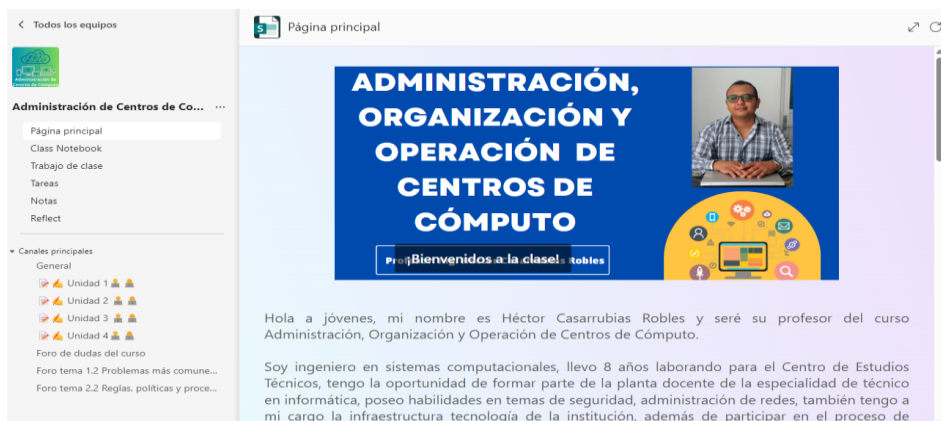 Todos los equipos
Administración de
Centros de Cómputo
Administración de Centros de Co... ...
Página principal
Class Notebook
Trabajo de clase
Tareas
Notas
Reflect
Canales principales
General
Unidad 1
Unidad 2
Unidad 3
Unidad 4
Foro de dudas del curso
Foro tema 1.2 Problemas más comune...
Foro tema 2.2 Reglas, políticas y proce...
S
Página principal
ADMINISTRACIÓN,
ORGANIZACIÓN Y
OPERACIÓN DE
CENTROS DE
CÓMPUTO
¡Bienvenidos a la clase! Robles
Hola a jóvenes, mi nombre es Héctor Casarrubias Robles y seré su profesor del curso
Administración, Organización y Operación de Centros de Cómputo.
Soy ingeniero en sistemas computacionales, llevo 8 años laborando para el Centro de Estudios
Técnicos, tengo la oportunidad de formar parte de la planta docente de la especialidad de técnico
en informática, poseo habilidades en temas de seguridad, administración de redes, también tengo a
mi cargo la infraestructura tecnología de la institución, además de participar en el proceso de